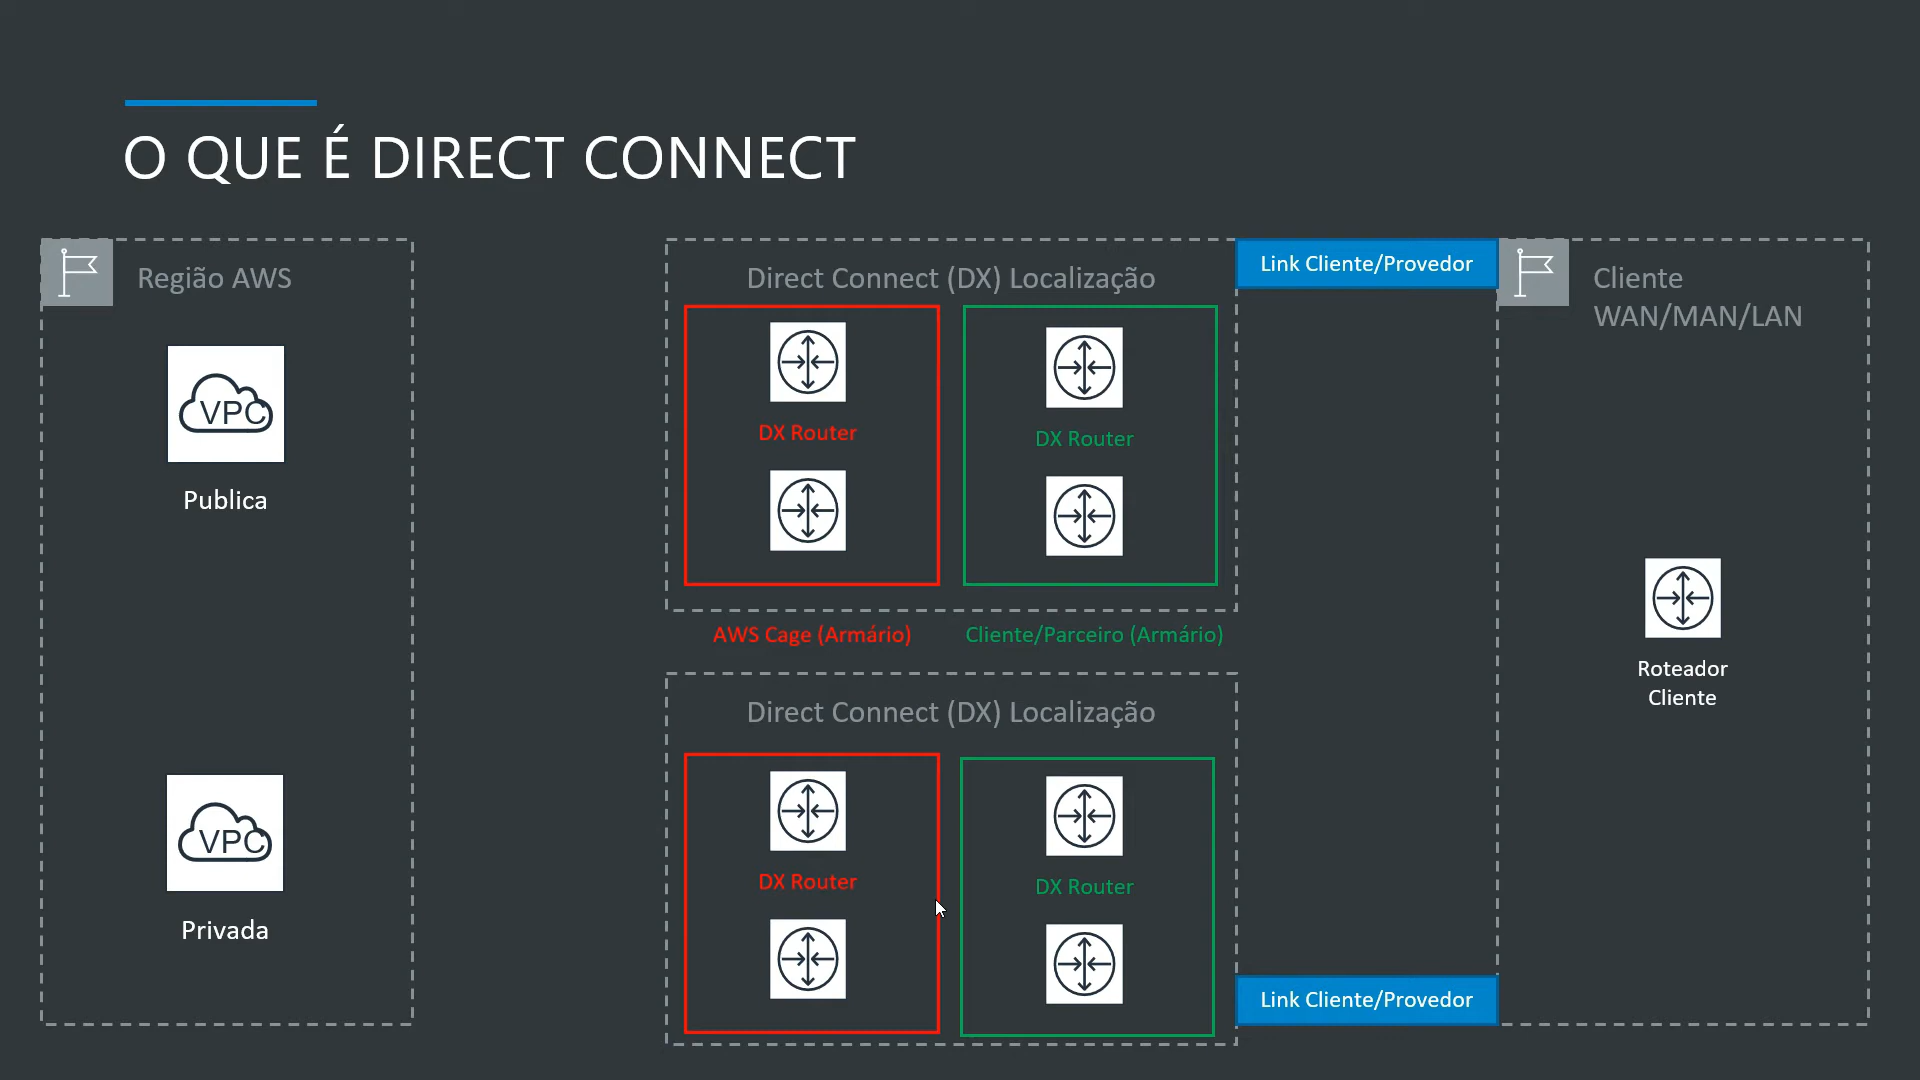 O QUE É DIRECT CONNECT
Região AWS
VPC
Publica
VPC
Privada
Direct Connect (DX) Localização
DX Router
DX Router
AWS Cage (Armário)
Cliente/Parceiro (Armário)
Direct Connect (DX) Localização
DX Router
DX Router
Link Cliente/Provedor
Link Cliente/Provedor
Cliente
WAN/MAN/LAN
Roteador
Cliente